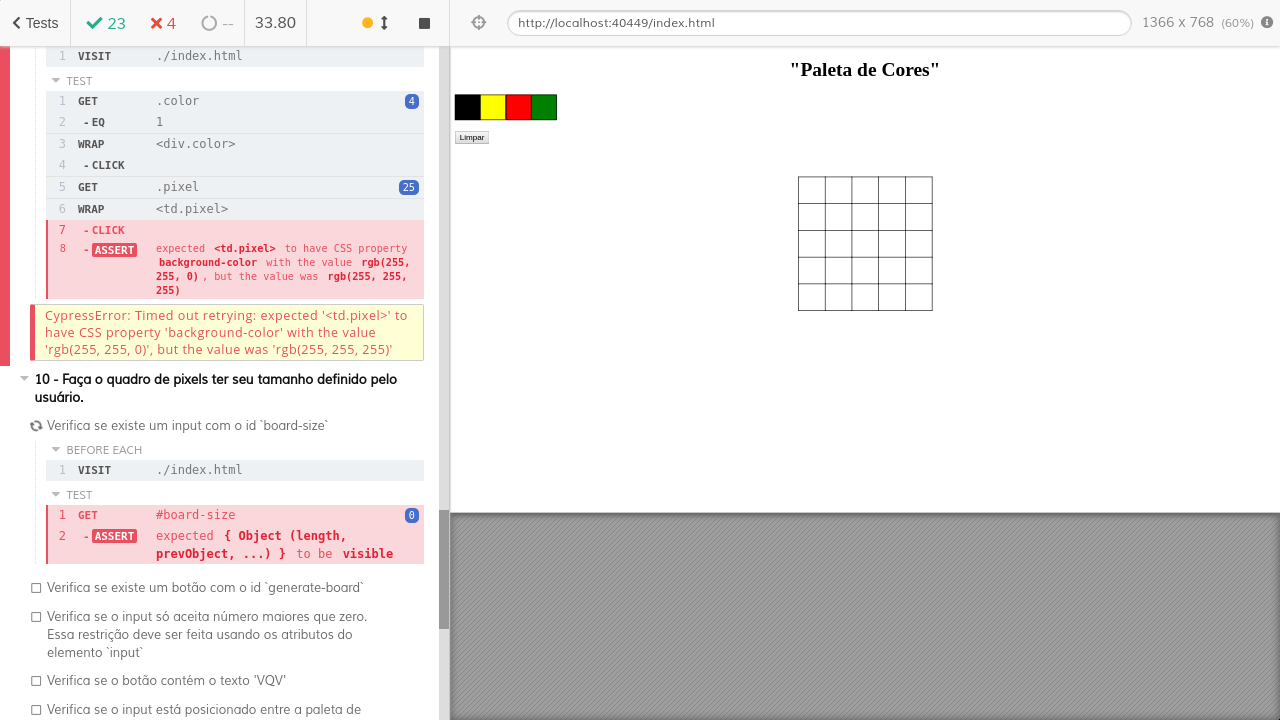 Tests
23
4
--
33.80
http://localhost:40449/index.html
1366 x 768 (60%)
1 VISIT ./index.html
TEST
1 GET .color 4
2 - EQ 1
3 WRAP <div.color>
4 - CLICK
5 GET .pixel 25
6 WRAP <td.pixel>
7 - CLICK
8 - ASSERT expected <td.pixel> to have CSS property
background-color with the value rgb(255,
255, 0) , but the value was rgb(255, 255,
255)
CypressError: Timed out retrying: expected '<td.pixel>' to
have CSS property 'background-color' with the value
'rgb(255, 255, 0)', but the value was 'rgb(255, 255, 255)'
10 - Faça o quadro de pixels ter seu tamanho definido pelo
usuário.
Verifica se existe um input com o id `board-size`
BEFORE EACH
1 VISIT ./index.html
TEST
1 GET #board-size 0
2 - ASSERT expected { Object (length,
prevObject, ...) } to be visible
Verifica se existe um botão com o id `generate-board`
Verifica se o input só aceita número maiores que zero.
Essa restrição deve ser feita usando os atributos do
elemento `input`
Verifica se o botão contém o texto 'VQV'
Verifica se o input está posicionado entre a paleta de
"Paleta de Cores"
Limpar